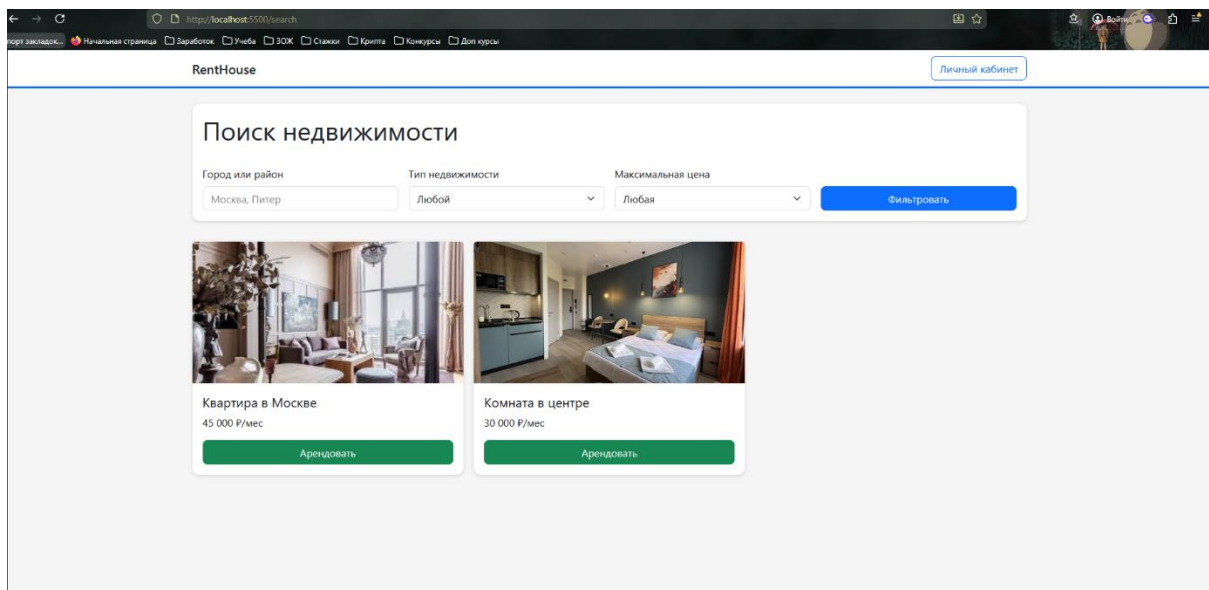 http://localhost:5500/search
Войти
порт закладок... Начальная страница Заработок Учеба ЗОЖ Стажки Крипта Конкурсы Доп курсы
RentHouse Личный кабинет
Поиск недвижимости
Город или район Тип недвижимости Максимальная цена
Москва, Питер Любой Любая Фильтровать
Квартира в Москве Комната в центре
45 000 ₽/мес 30 000 ₽/мес
Арендовать Арендовать